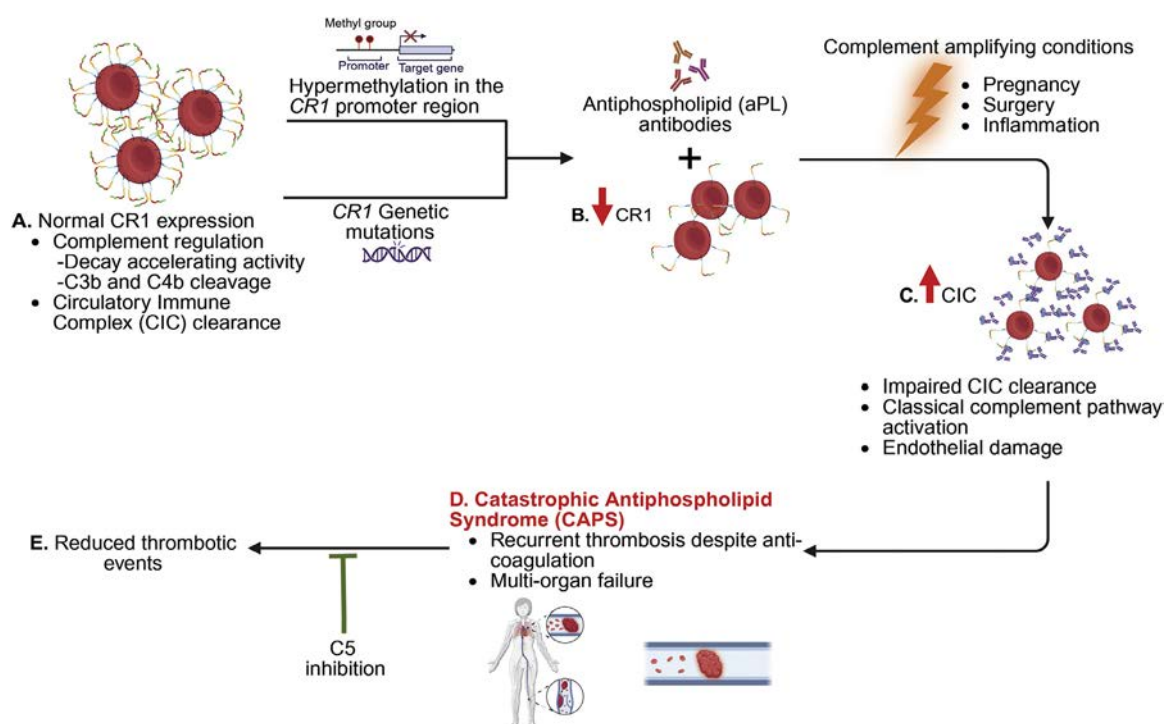 Methyl group
Promoter
Target gene
Hypermethylation in the
CR1 promoter region
CR1 Genetic
mutations
A. Normal CR1 expression
• Complement regulation
-Decay accelerating activity
-C3b and C4b cleavage
• Circulatory Immune
Complex (CIC) clearance
Antiphospholipid (aPL)
antibodies
+
B. CR1
Complement amplifying conditions
• Pregnancy
• Surgery
• Inflammation
C. CIC
• Impaired CIC clearance
• Classical complement pathway
activation
• Endothelial damage
D. Catastrophic Antiphospholipid
Syndrome (CAPS)
• Recurrent thrombosis despite anti-
coagulation
• Multi-organ failure
E. Reduced thrombotic
events
C5
inhibition